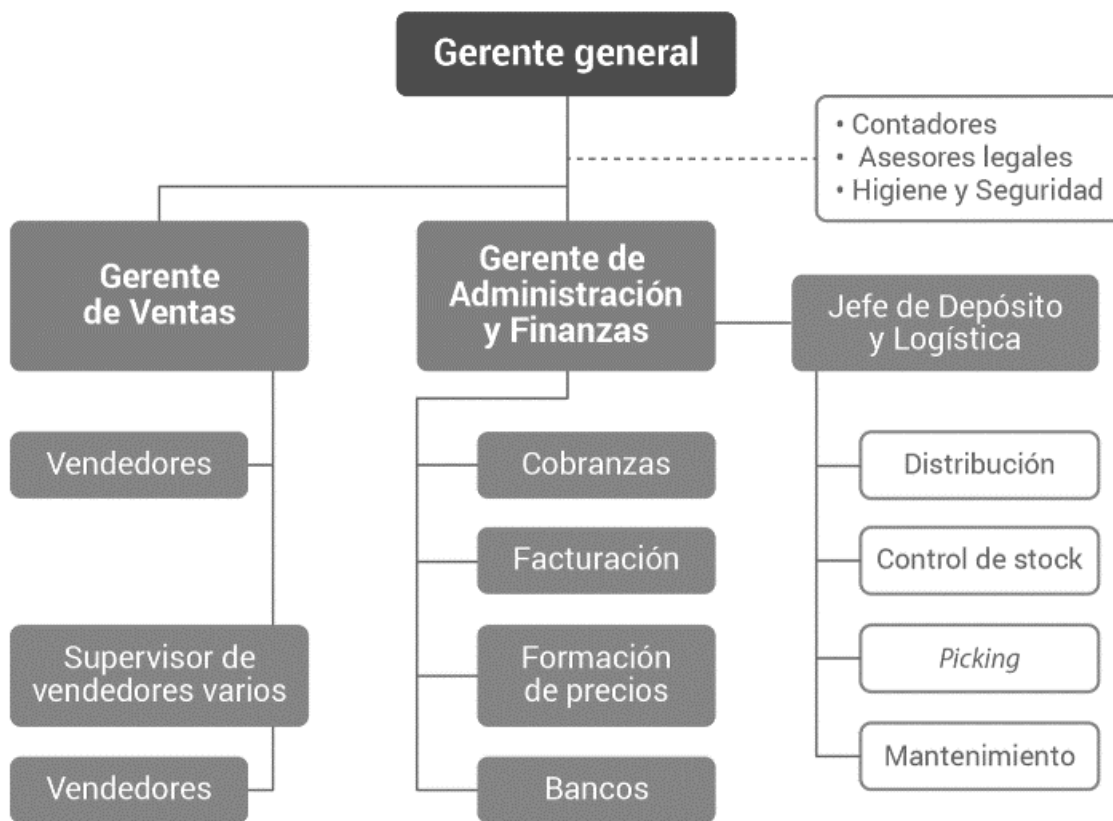 Gerente general
• Contadores
• Asesores legales
• Higiene y Seguridad
Gerente
de Ventas
Gerente de
Administración
y Finanzas
Jefe de Depósito
y Logística
Vendedores
Supervisor de
vendedores varios
Vendedores
Cobranzas
Facturación
Formación
de precios
Bancos
Distribución
Control de stock
Picking
Mantenimiento